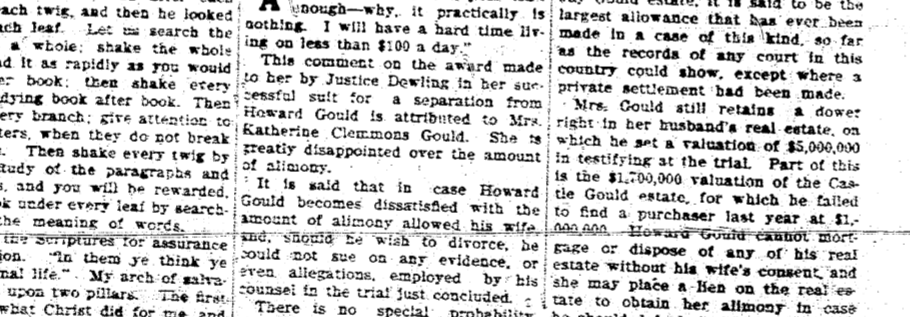 ach twig, and then he looked
ach leaf. Let us search the
a whole; shake the whole
d it as rapidly as you would
er book; then shake every
dying book after book. Then
ery branch; give attention to
ters, when they do not break
. Then shake every twig by
tudy of the paragraphs and
s, and you will be rewarded.
k under every leaf by search-
the meaning of words.
the Scriptures for assurance
ion. "In them ye think ye
nal life." My arch of salva-
upon two pillars. The first
what Christ did for me and
enough—why, it practically is
nothing. I will have a hard time liv-
ing on less than $100 a day."
This comment on the award made
to her by Justice Dowling in her suc-
cessful suit for a separation from
Howard Gould is attributed to Mrs.
Katherine Clemmons Gould. She is
greatly disappointed over the amount
of alimony.
It is said that in case Howard
Gould becomes dissatisfied with the
amount of alimony allowed his wife
and, should he wish to divorce, he
could not sue on any evidence, or
even allegations, employed by his
counsel in the trial just concluded.
There is no special probability
Gould estate, it is said to be the
largest allowance that has ever been
made in a case of this kind, so far
as the records of any court in this
country could show, except where a
private settlement had been made.
Mrs. Gould still retains a dower
right in her husband's real estate, on
which he set a valuation of $5,000,000
in testifying at the trial. Part of this
is the $1,700,000 valuation of the Cas-
tle Gould estate, for which he failed
to find a purchaser last year at $1,-
000,000. Howard Gould cannot mort-
gage or dispose of any of his real
estate without his wife's consent, and
she may place a lien on the real es-
tate to obtain her alimony in case